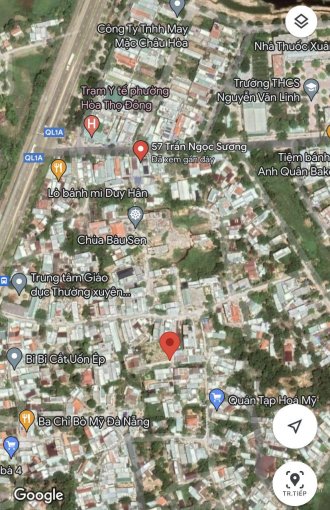 Công Ty Tnhh May
Mặc Châu Hòa
Nhà Thuốc Xuâ
Trạm Y tế phường
Hòa Thọ Đông
Trường THCS
Nguyễn Văn Linh
H
QL1A
57 Trần Ngọc Sương
Đã xem gần đây
QL1A
Tiệm bánh
Anh Quân Bake
Lò bánh mì Duy Hân
Chùa Bàu Sen
Trung tâm Giáo
dục Thường xuyên...
Bi Bi Cắt Uốn Ép
Quán Tạp Hoá Mỹ
Ba Chỉ Bò Mỹ Đà Nẵng
bà 4
Google
TR.TIẾP